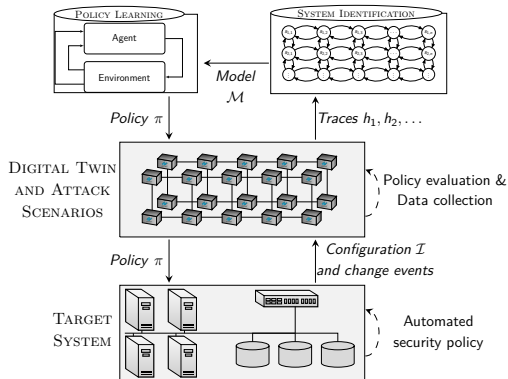 POLICY LEARNING
SYSTEM IDENTIFICATION
Agent
Environment
Model
M
Policy π
Traces h1, h2, . . .
DIGITAL TWIN
AND ATTACK
SCENARIOS
Policy evaluation &
Data collection
Policy π
Configuration I
and change events
TARGET
SYSTEM
Automated
security policy